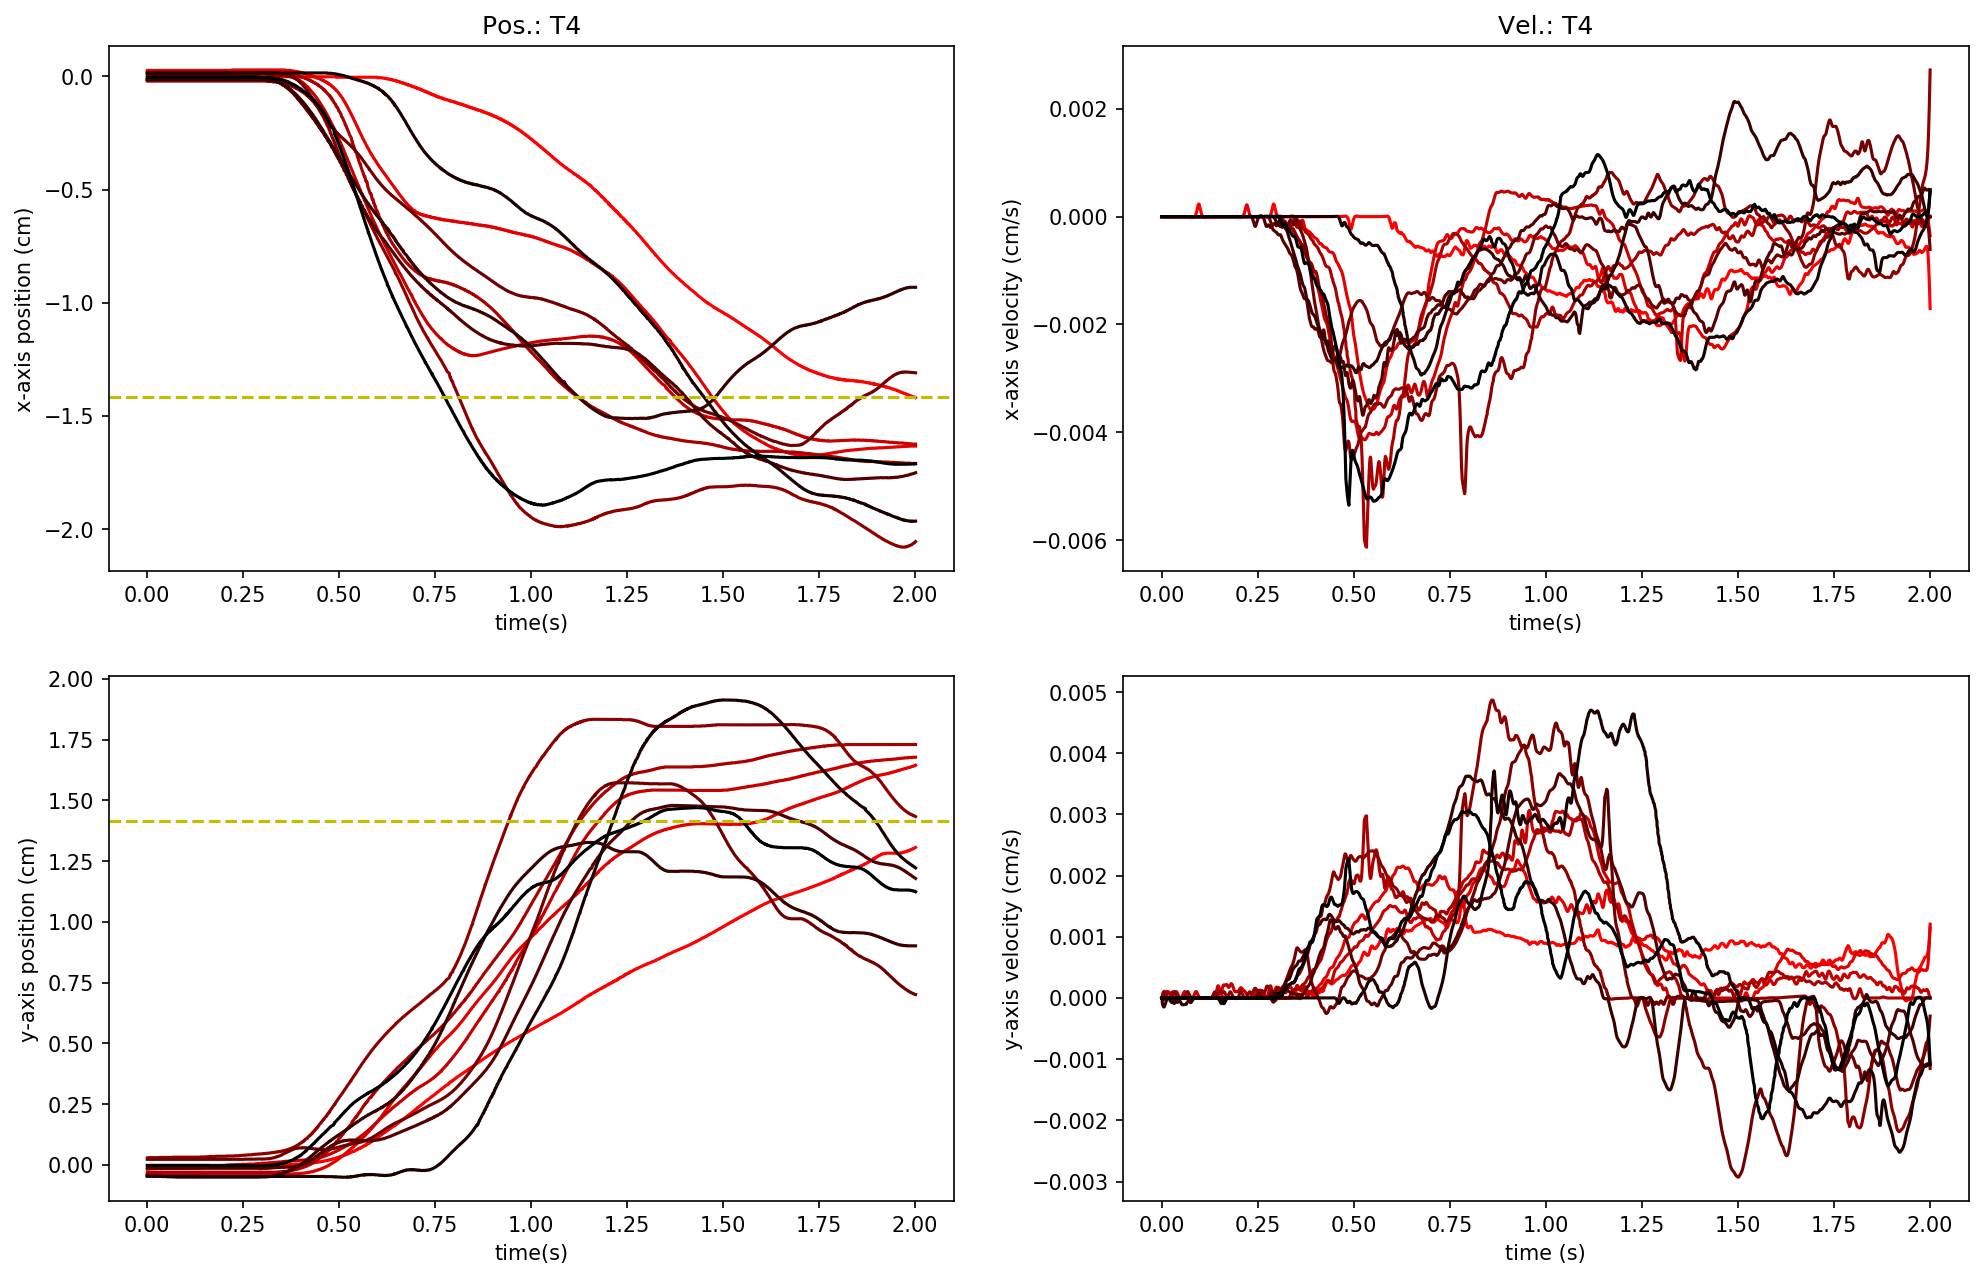 Pos.: T4
Vel.: T4
x-axis position (cm)
0.0
−0.5
−1.0
−1.5
−2.0
0.00 0.25 0.50 0.75 1.00 1.25 1.50 1.75 2.00
time(s)
x-axis velocity (cm/s)
0.002
0.000
−0.002
−0.004
−0.006
0.00 0.25 0.50 0.75 1.00 1.25 1.50 1.75 2.00
time(s)
y-axis position (cm)
2.00
1.75
1.50
1.25
1.00
0.75
0.50
0.25
0.00
0.00 0.25 0.50 0.75 1.00 1.25 1.50 1.75 2.00
time(s)
y-axis velocity (cm/s)
0.005
0.004
0.003
0.002
0.001
0.000
−0.001
−0.002
−0.003
0.00 0.25 0.50 0.75 1.00 1.25 1.50 1.75 2.00
time (s)